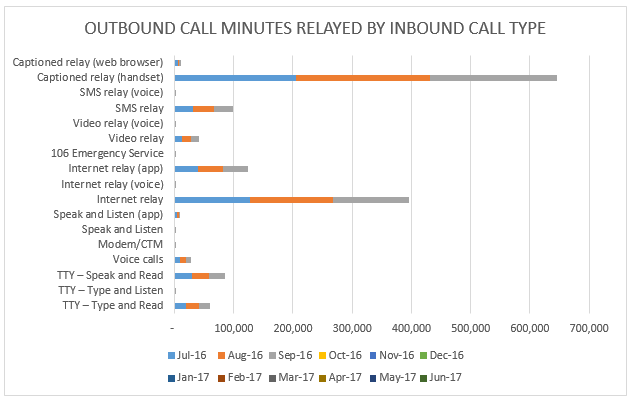 OUTBOUND CALL MINUTES RELAYED BY INBOUND CALL TYPE
Captioned relay (web browser)
Captioned relay (handset)
SMS relay (voice)
SMS relay
Video relay (voice)
Video relay
106 Emergency Service
Internet relay (app)
Internet relay (voice)
Internet relay
Speak and Listen (app)
Speak and Listen
Modem/CTM
Voice calls
TTY – Speak and Read
TTY – Type and Listen
TTY – Type and Read
- 100,000 200,000 300,000 400,000 500,000 600,000 700,000
Jul-16 Aug-16 Sep-16 Oct-16 Nov-16 Dec-16
Jan-17 Feb-17 Mar-17 Apr-17 May-17 Jun-17